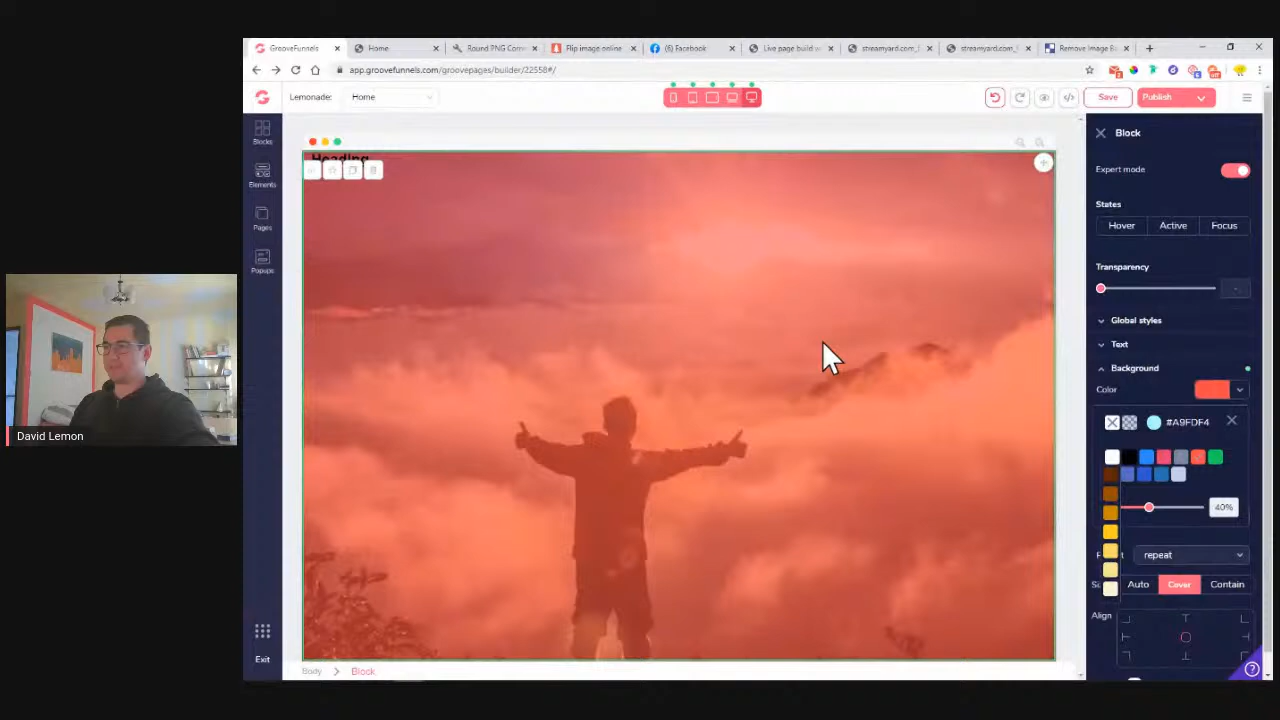 GrooveFunnels
Home
Round PNG Conv
Flip image online
(6) Facebook
Live page build w
streamyard.com_
streamyard.com_
Remove Image Ba
app.groovefunnels.com/groovepages/builder/22558#/
Lemonade:
Home
Save
Publish
Blocks
Elements
Pages
Popups
Exit
Heading
Block
Expert mode
States
Hover
Active
Focus
Transparency
Global styles
Text
Background
Color
#A9FDF4
40%
repeat
Auto
Cover
Contain
Align
Body
Block
David Lemon